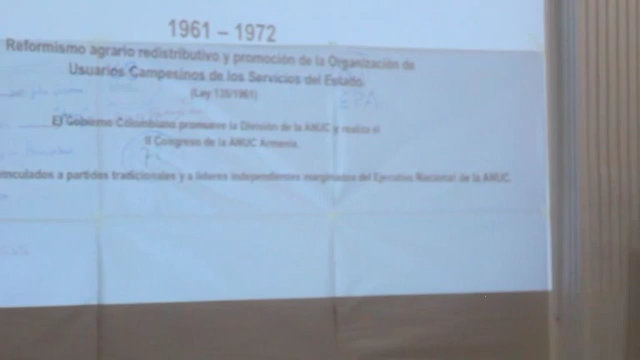 1961 – 1972
Reformismo agrario redistributivo y promoción de la Organización de
Usuarios Campesinos de los Servicios del Estado.
(Ley 135/1961)
El Gobierno Colombiano promueve la División de la ANUC y realiza el
II Congreso de la ANUC Armenia.
vinculados a partidos tradicionales y a líderes independientes marginados del Ejecutivo Nacional de la ANUC.